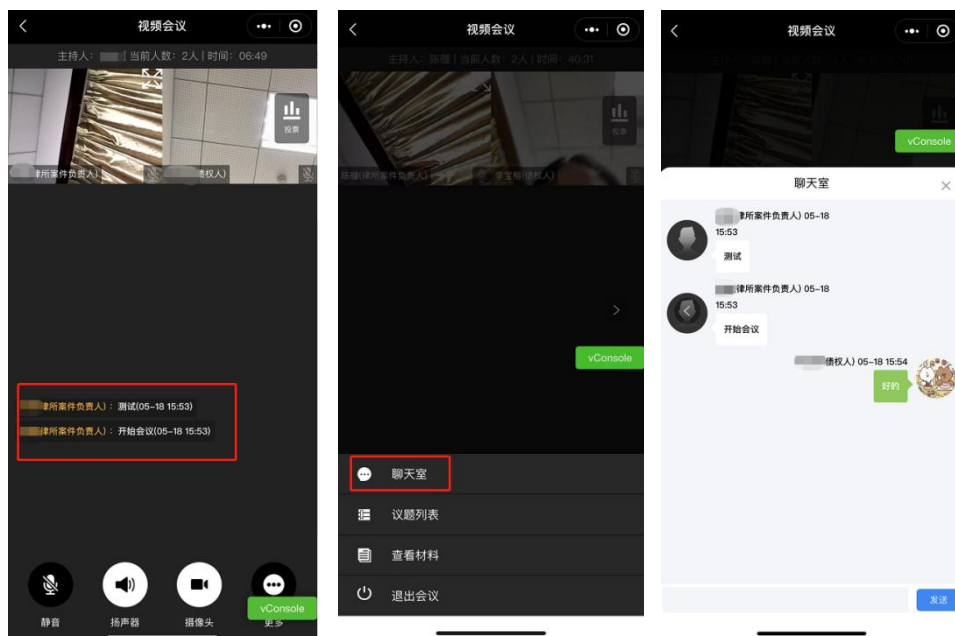 视频会议
主持人: | 当前人数: 2人 | 时间: 06:49
投票
律所案件负责人)
债权人)
律所案件负责人): 测试(05-18 15:53)
律所案件负责人): 开始会议(05-18 15:53)
静音
扬声器
摄像头
更多
vConsole
视频会议
当前人数: 2人 | 时间: 40:31
投票
(律所案件负责人)
(债权人)
vConsole
聊天室
议题列表
查看材料
退出会议
视频会议
vConsole
聊天室
律所案件负责人) 05-18
15:53
测试
律所案件负责人) 05-18
15:53
开始会议
债权人) 05-18 15:54
好的
发送